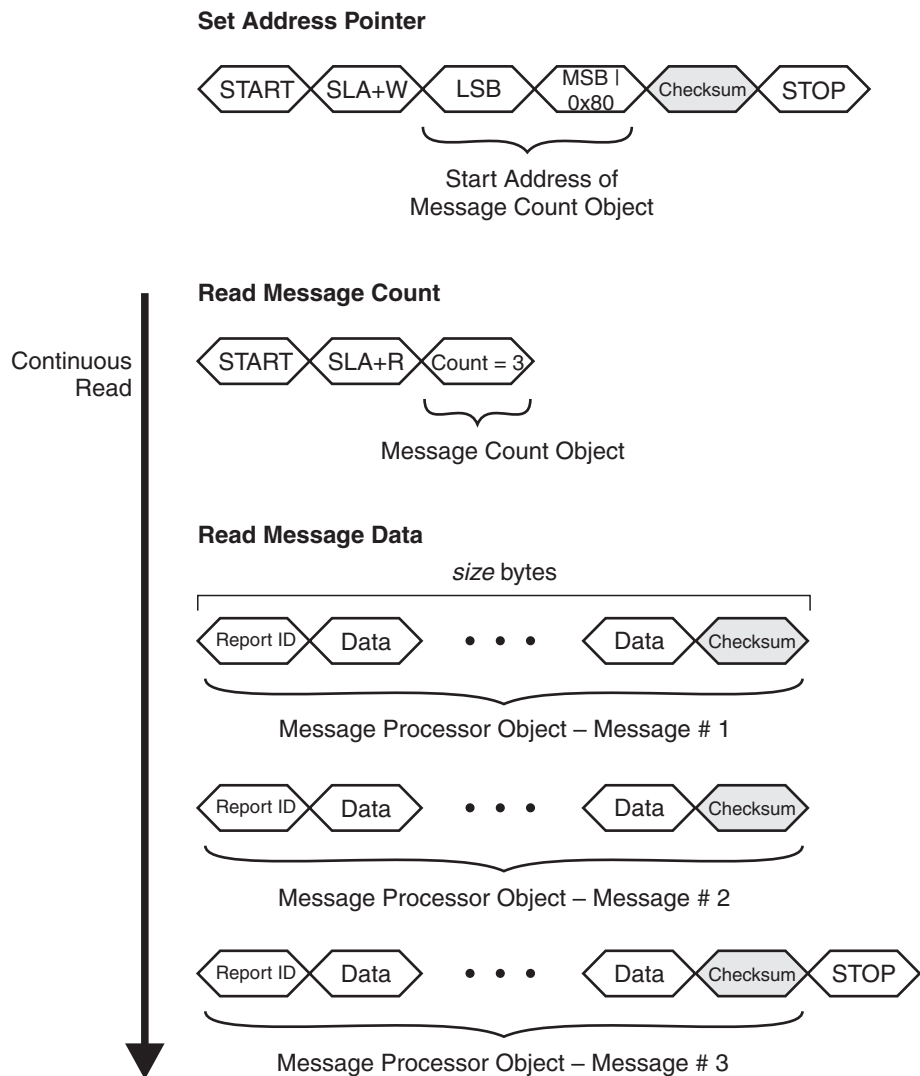 Set Address Pointer
START SLA+W LSB MSB | 0x80 Checksum STOP
Start Address of
Message Count Object
Read Message Count
Continuous
Read
START SLA+R Count = 3
Message Count Object
Read Message Data
size bytes
Report ID Data • • • Data Checksum
Message Processor Object – Message # 1
Report ID Data • • • Data Checksum
Message Processor Object – Message # 2
Report ID Data • • • Data Checksum STOP
Message Processor Object – Message # 3